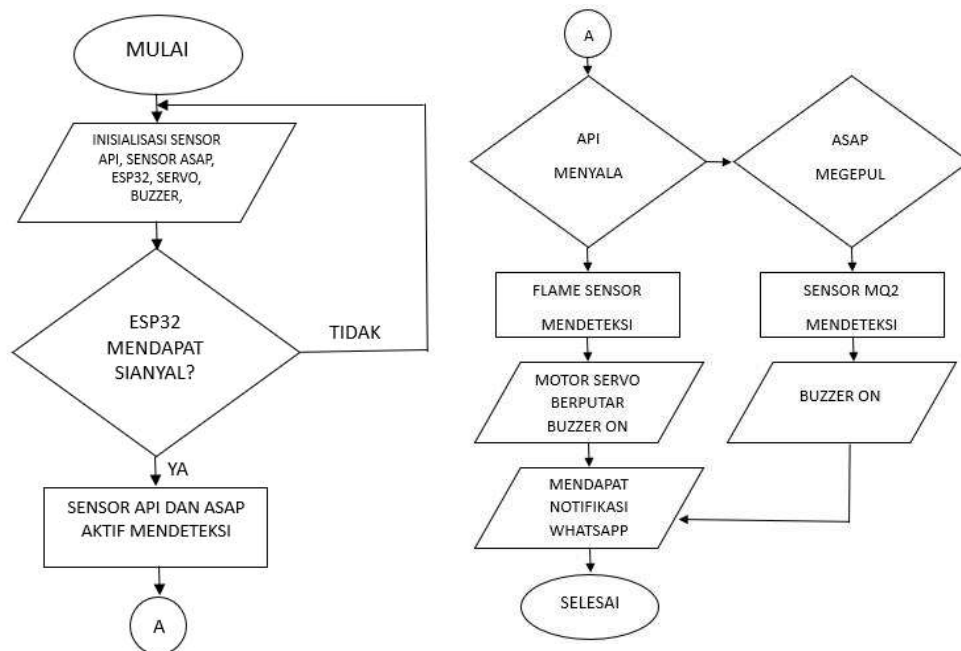 MULAI
INISIALISASI SENSOR
API, SENSOR ASAP,
ESP32, SERVO,
BUZZER,
ESP32
MENDAPAT
SIANYAL?
TIDAK
YA
SENSOR API DAN ASAP
AKTIF MENDETEKSI
A
A
API
MENYALA
ASAP
MEGEPUL
FLAME SENSOR
MENDETEKSI
SENSOR MQ2
MENDETEKSI
MOTOR SERVO
BERPUTAR
BUZZER ON
BUZZER ON
MENDAPAT
NOTIFIKASI
WHATSAPP
SELESAI